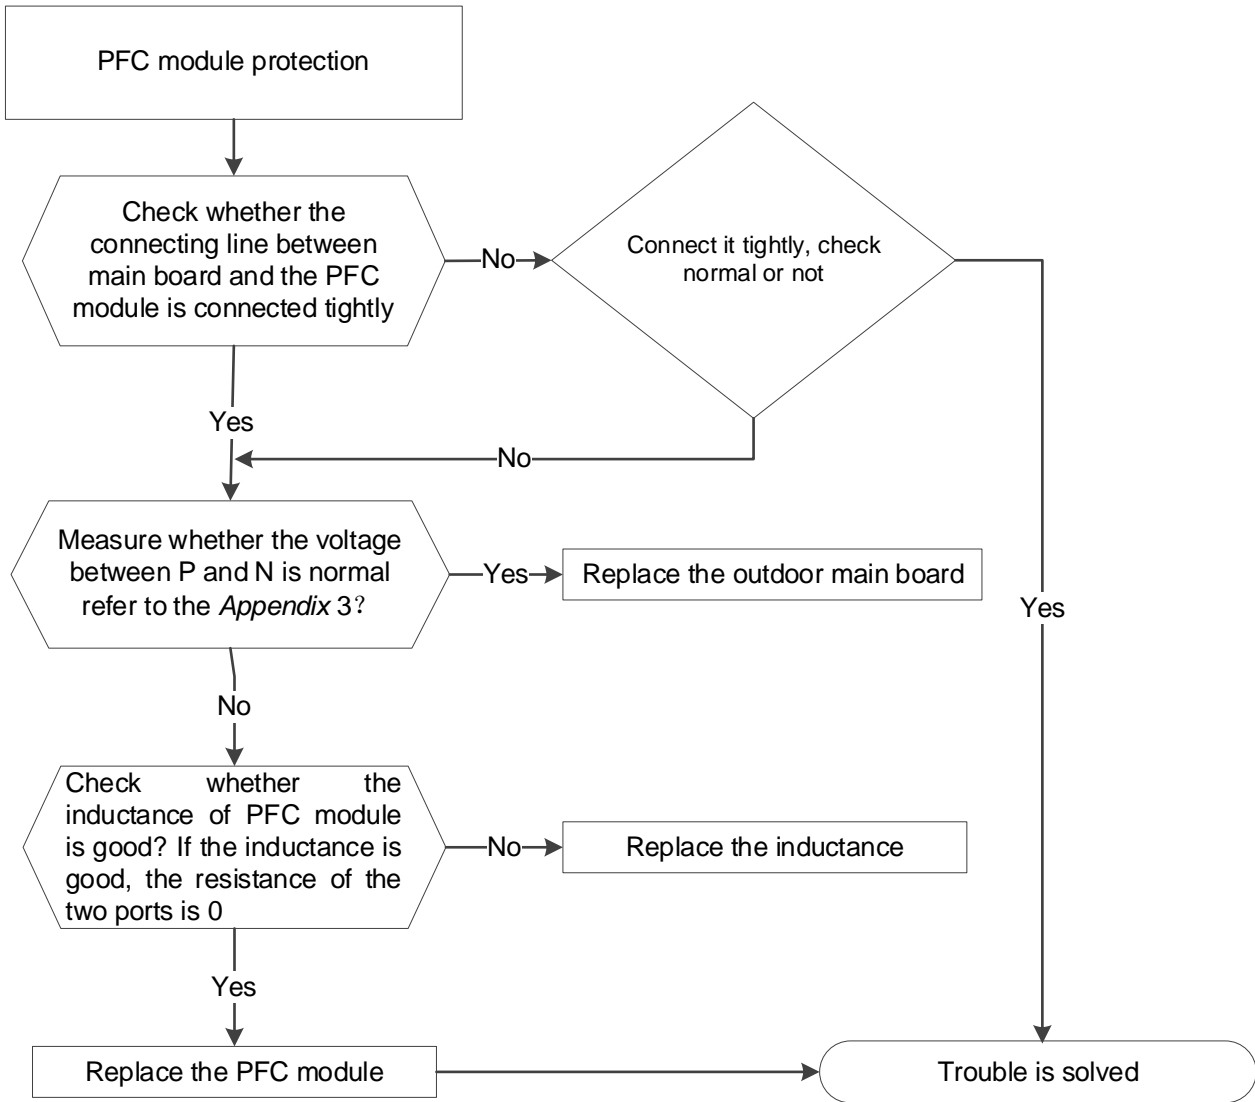 PFC module protection
Check whether the
connecting line between
main board and the PFC
module is connected tightly
No
Connect it tightly, check
normal or not
Yes
No
Measure whether the voltage
between P and N is normal
refer to the Appendix 3?
Yes
Replace the outdoor main board
Yes
No
Check whether the
inductance of PFC module
is good? If the inductance is
good, the resistance of the
two ports is 0
No
Replace the inductance
Yes
Replace the PFC module
Trouble is solved